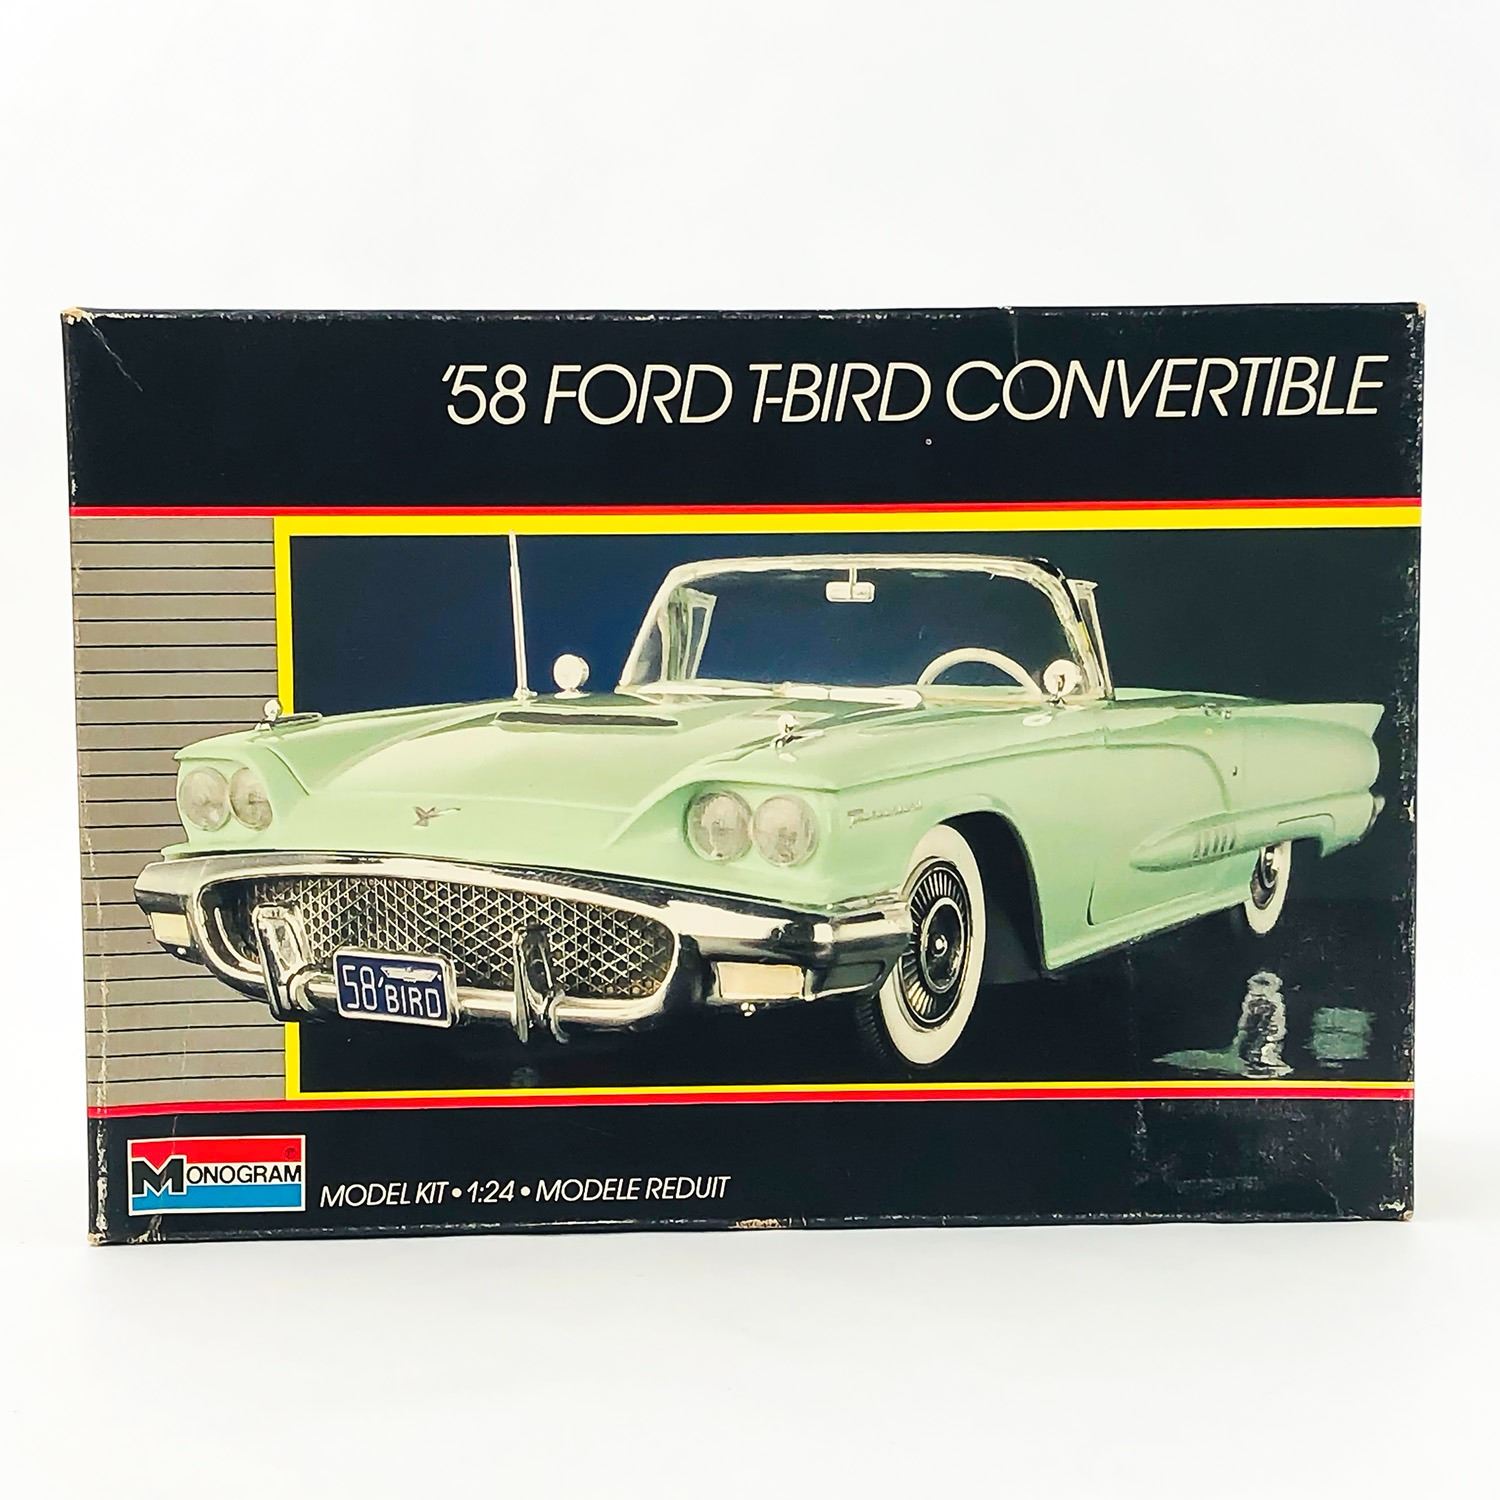 '58 FORD T-BIRD CONVERTIBLE
58' BIRD
MONOGRAM ®
MODEL KIT • 1:24 • MODELE REDUIT